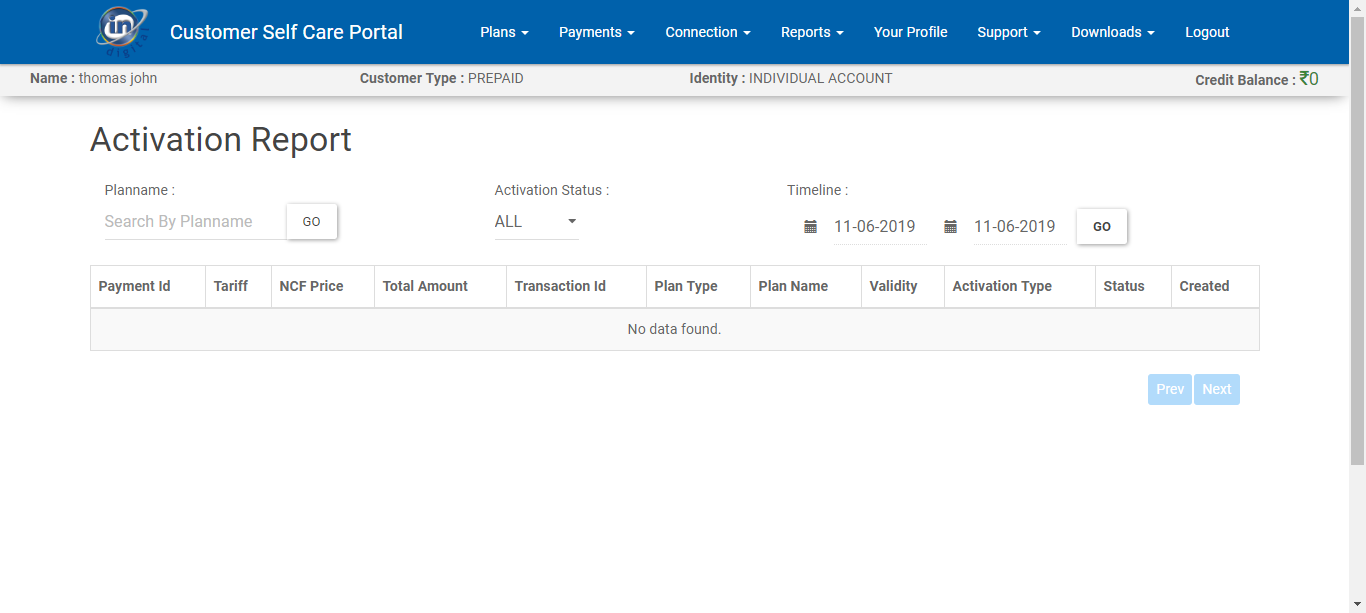 in
digital
Customer Self Care Portal
Plans Payments Connection Reports Your Profile Support Downloads Logout
Name : thomas john Customer Type : PREPAID Identity : INDIVIDUAL ACCOUNT Credit Balance : ₹0
Activation Report
Planname : Activation Status : Timeline :
Search By Planname GO ALL 11-06-2019 11-06-2019 GO
Payment Id Tariff NCF Price Total Amount Transaction Id Plan Type Plan Name Validity Activation Type Status Created
No data found.
Prev Next